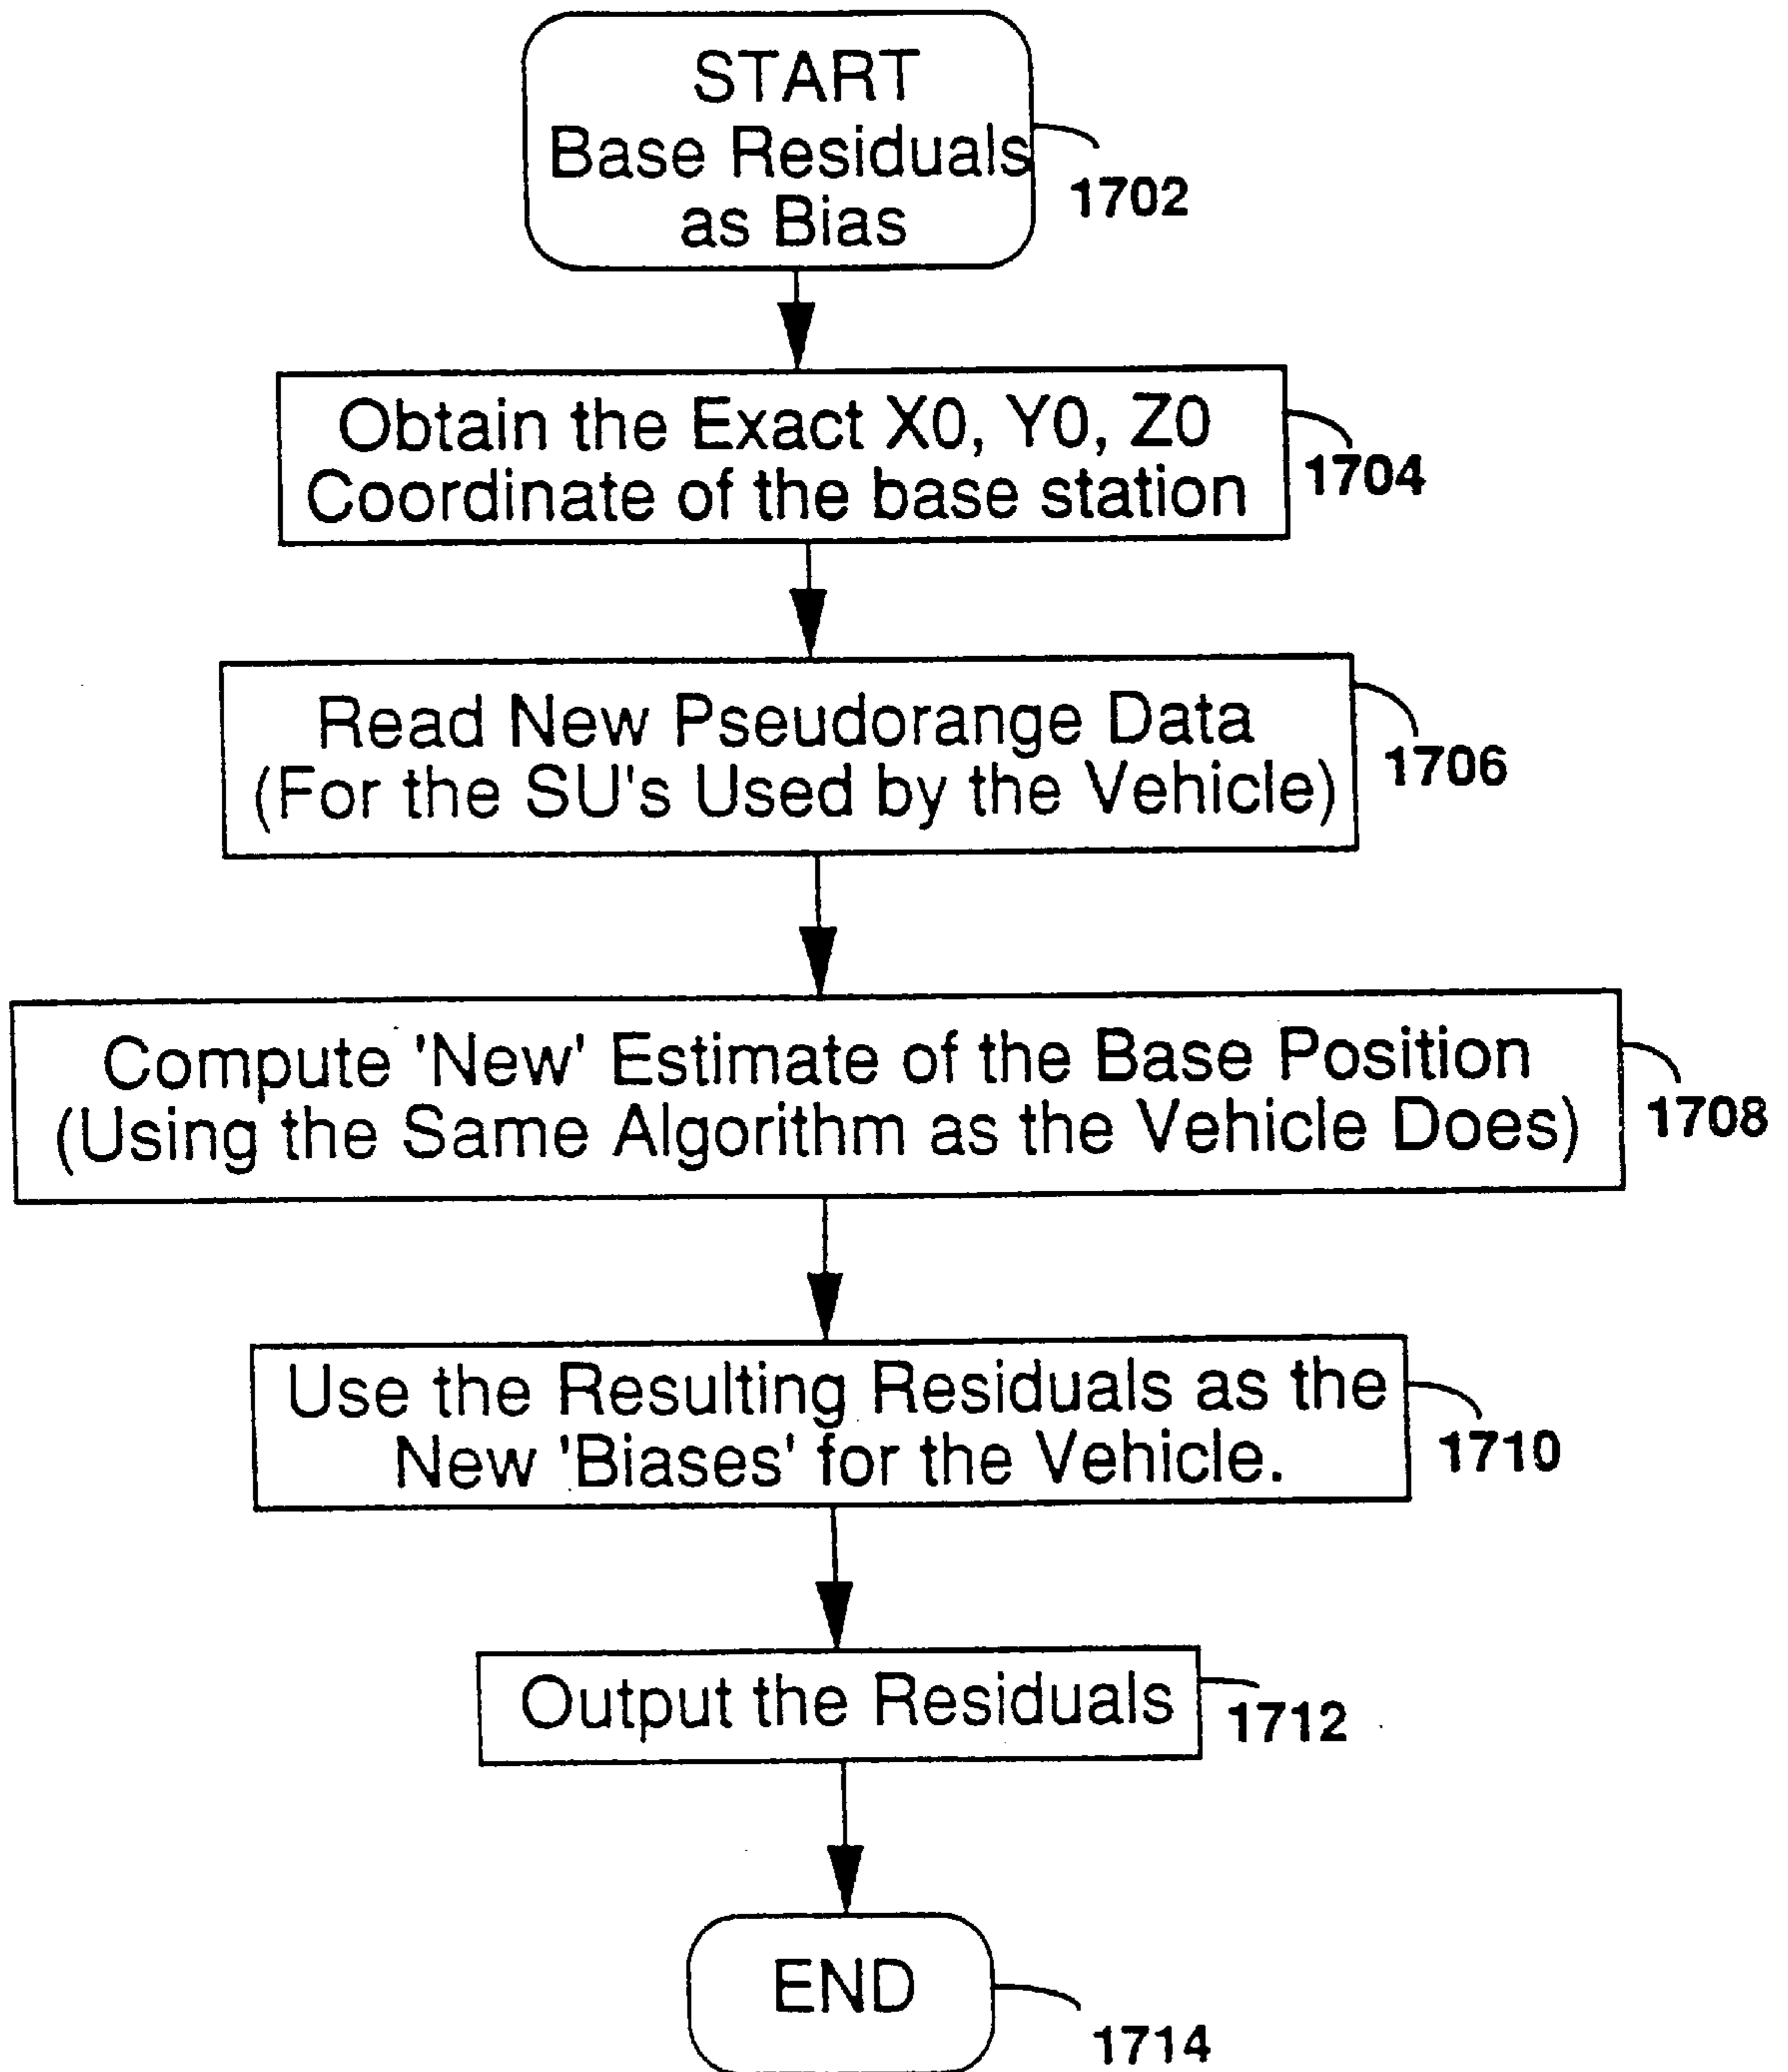 START
Base Residuals
as Bias
1702
Obtain the Exact X0, Y0, Z0
Coordinate of the base station
1704
Read New Pseudorange Data
(For the SU's Used by the Vehicle)
1706
Compute 'New' Estimate of the Base Position
(Using the Same Algorithm as the Vehicle Does)
1708
Use the Resulting Residuals as the
New 'Biases' for the Vehicle.
1710
Output the Residuals
1712
END
1714